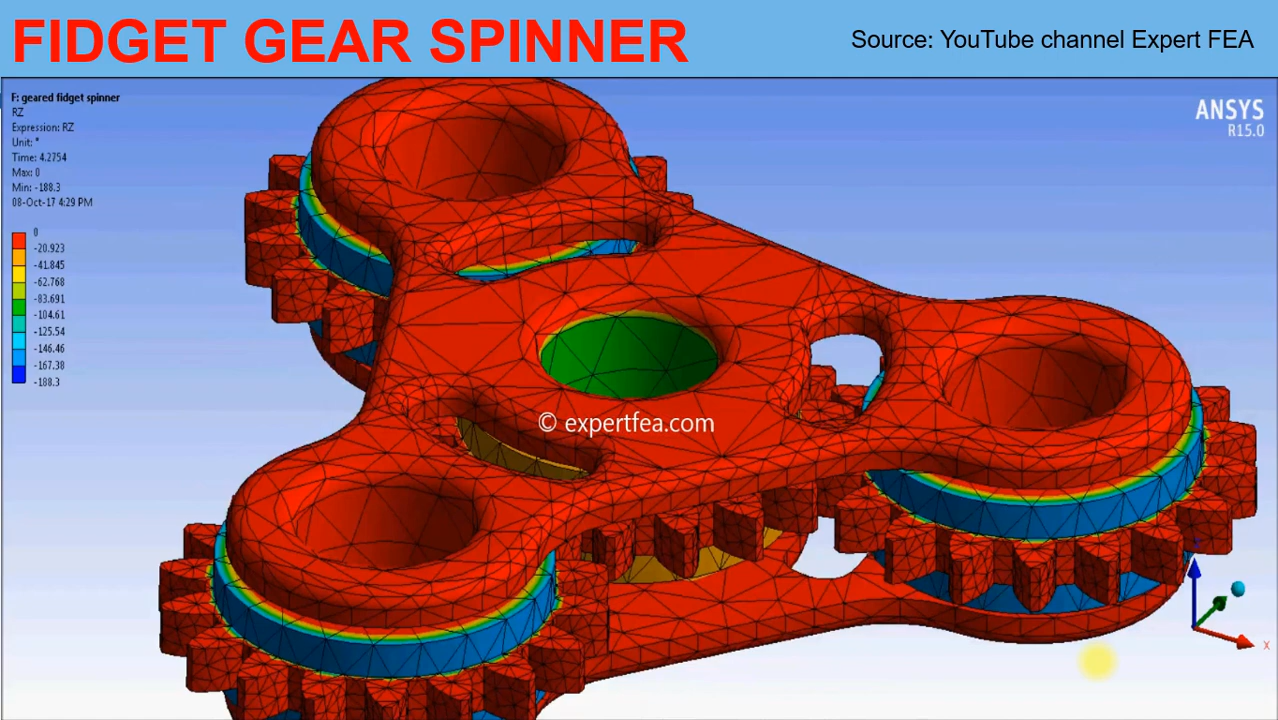 FIDGET GEAR SPINNER
Source: YouTube channel Expert FEA
F: geared fidget spinner
RZ
Expression: RZ
Unit: °
Time: 4.2754
Max: 0
Min: -188.3
08-Oct-17 4:29 PM
ANSYS
R15.0
0
-20.923
-41.845
-62.768
-83.691
-104.61
-125.54
-146.46
-167.38
-188.3
© expertfea.com
X